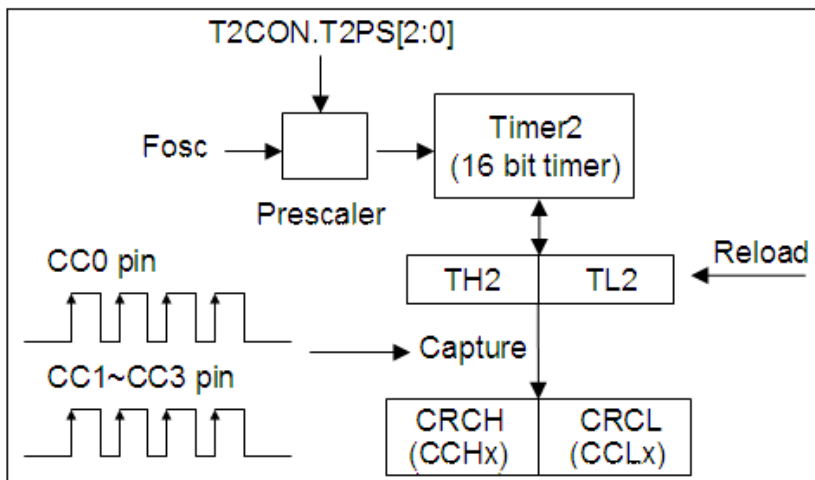 T2CON.T2PS[2:0]
Fosc
Prescaler
Timer2
(16 bit timer)
CC0 pin
TH2
TL2
Reload
Capture
CC1~CC3 pin
CRCH
(CCHx)
CRCL
(CCLx)